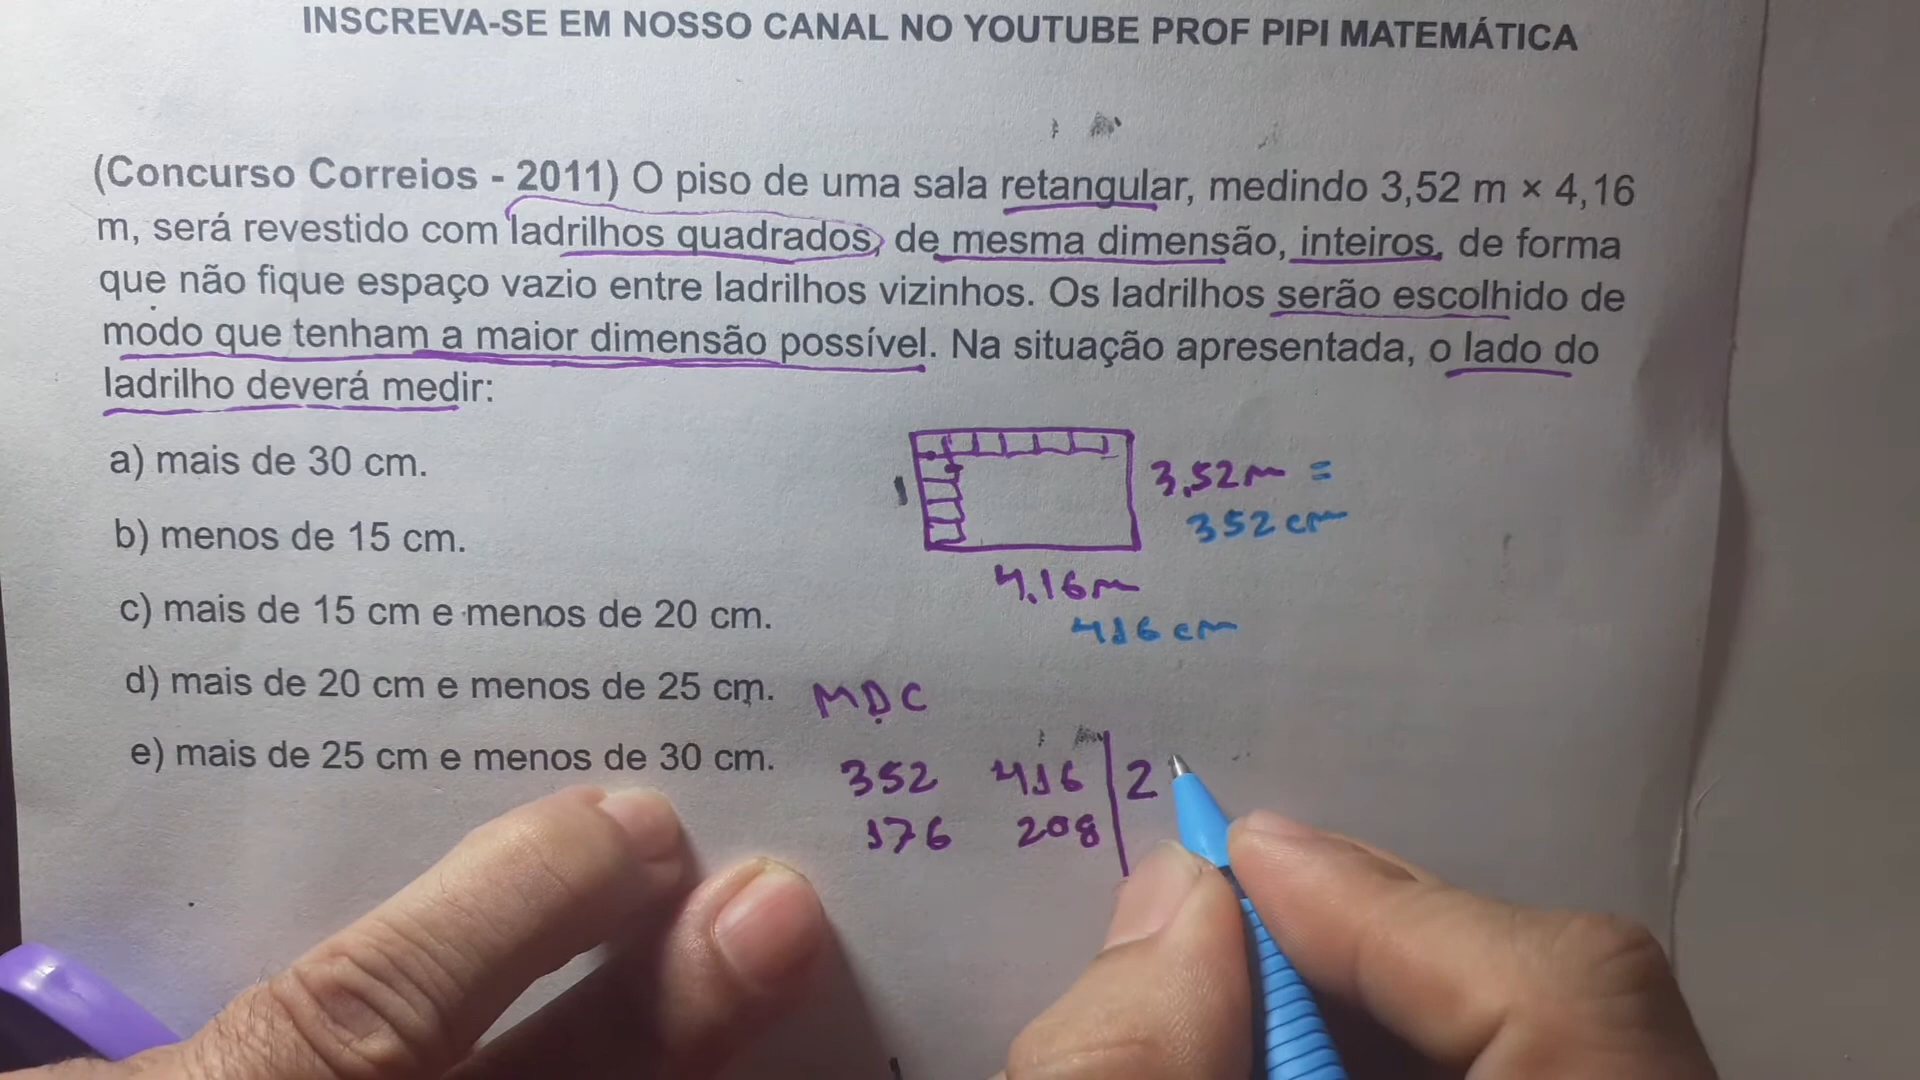 INSCREVA-SE EM NOSSO CANAL NO YOUTUBE PROF PIPI MATEMÁTICA
(Concurso Correios - 2011) O piso de uma sala retangular, medindo 3,52 m × 4,16
m, será revestido com ladrilhos quadrados, de mesma dimensão, inteiros, de forma
que não fique espaço vazio entre ladrilhos vizinhos. Os ladrilhos serão escolhido de
modo que tenham a maior dimensão possível. Na situação apresentada, o lado do
ladrilho deverá medir:
a) mais de 30 cm.
b) menos de 15 cm.
c) mais de 15 cm e menos de 20 cm.
d) mais de 20 cm e menos de 25 cm.
e) mais de 25 cm e menos de 30 cm.
3,52m =
352 cm
4,16m
416 cm
MDC
352 416 2
176 208